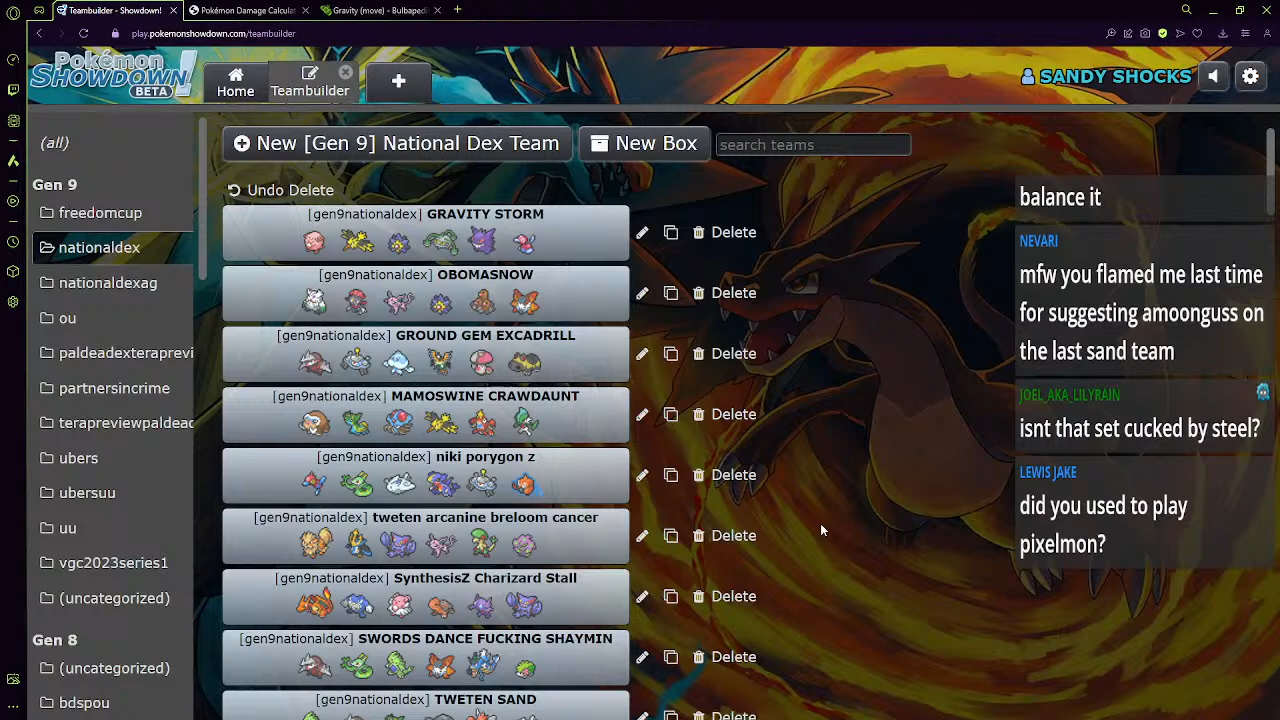 Teambuilder - Showdown!
Pokémon Damage Calculat
Gravity (move) - Bulbaped
play.pokemonshowdown.com/teambuilder
Pokémon
SHOWDOWN!
BETA
Home
Teambuilder
SANDY SHOCKS
(all)
Gen 9
freedomcup
nationaldex
nationaldexag
ou
paldeadexteraprevi
partnersincrime
terapreviewpaldead
ubers
ubersuu
uu
vgc2023series1
(uncategorized)
Gen 8
(uncategorized)
bdspou
New [Gen 9] National Dex Team
New Box
search teams
Undo Delete
[gen9nationaldex] GRAVITY STORM
Delete
[gen9nationaldex] OBOMASNOW
Delete
[gen9nationaldex] GROUND GEM EXCADRILL
Delete
[gen9nationaldex] MAMOSWINE CRAWDAUNT
Delete
[gen9nationaldex] niki porygon z
Delete
[gen9nationaldex] tweten arcanine breloom cancer
Delete
[gen9nationaldex] SynthesisZ Charizard Stall
Delete
[gen9nationaldex] SWORDS DANCE FUCKING SHAYMIN
Delete
[gen9nationaldex] TWETEN SAND
Delete
balance it
NEVARI
mfw you flamed me last time
for suggesting amoonguss on
the last sand team
JOEL_AKA_LILYRAIN
isnt that set cucked by steel?
LEWIS JAKE
did you used to play
pixelmon?